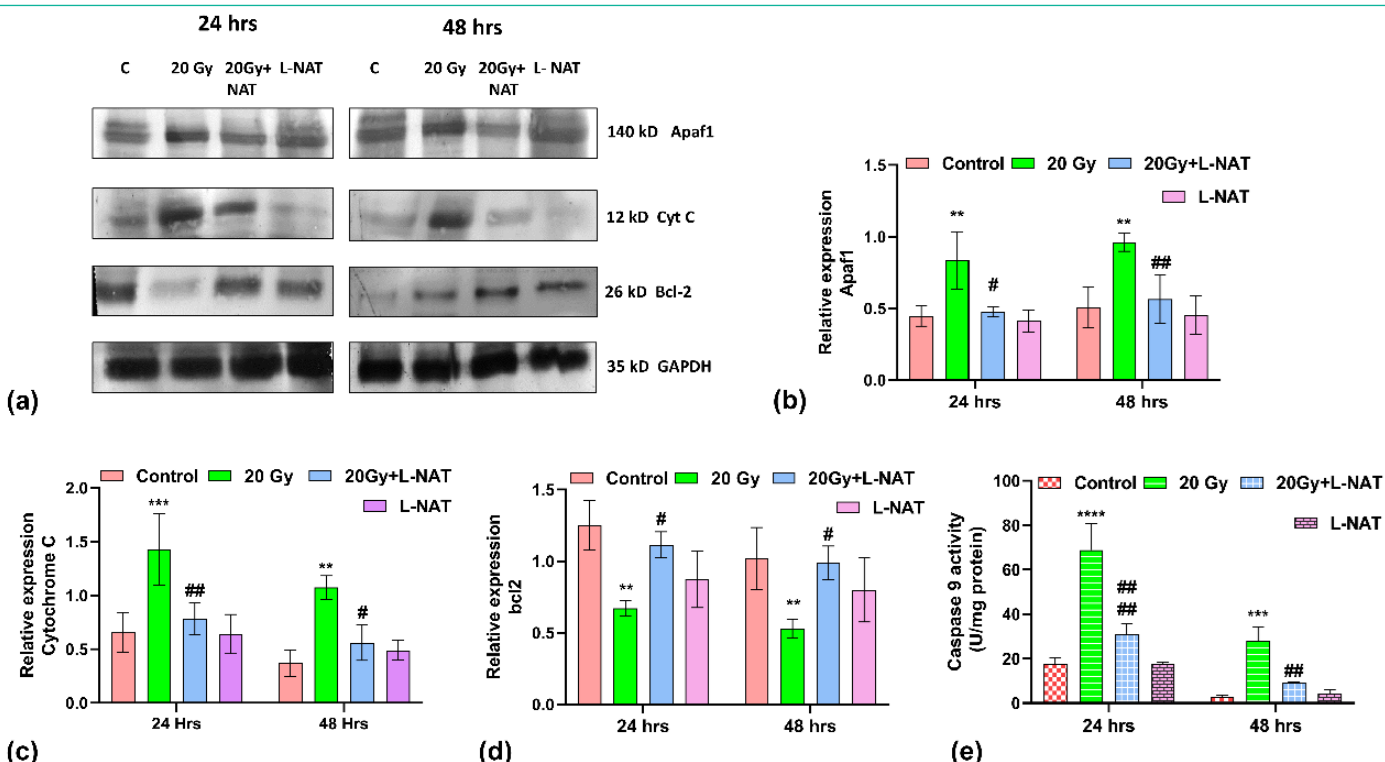 24 hrs
48 hrs
C 20 Gy 20Gy+ L-NAT
NAT
C 20 Gy 20Gy+ L- NAT
NAT
140 kD Apaf1
12 kD Cyt C
26 kD Bcl-2
35 kD GAPDH
(a)
Control 20 Gy 20Gy+L-NAT
L-NAT
Relative expression
Apaf1
1.5
1.0
0.5
0.0
** # ** ##
24 hrs 48 hrs
(b)
Control 20 Gy 20Gy+L-NAT
L-NAT
Relative expression
Cytochrome C
2.0
1.5
1.0
0.5
0.0
*** ## ** #
24 Hrs 48 Hrs
(c)
Control 20 Gy 20Gy+L-NAT
L-NAT
Relative expression
bcl2
1.5
1.0
0.5
0.0
** # ** #
24 hrs 48 hrs
(d)
Control 20 Gy 20Gy+L-NAT
L-NAT
Caspase 9 activity
(U/mg protein)
100
80
60
40
20
0
**** ##
##
*** ##
24 hrs 48 hrs
(e)